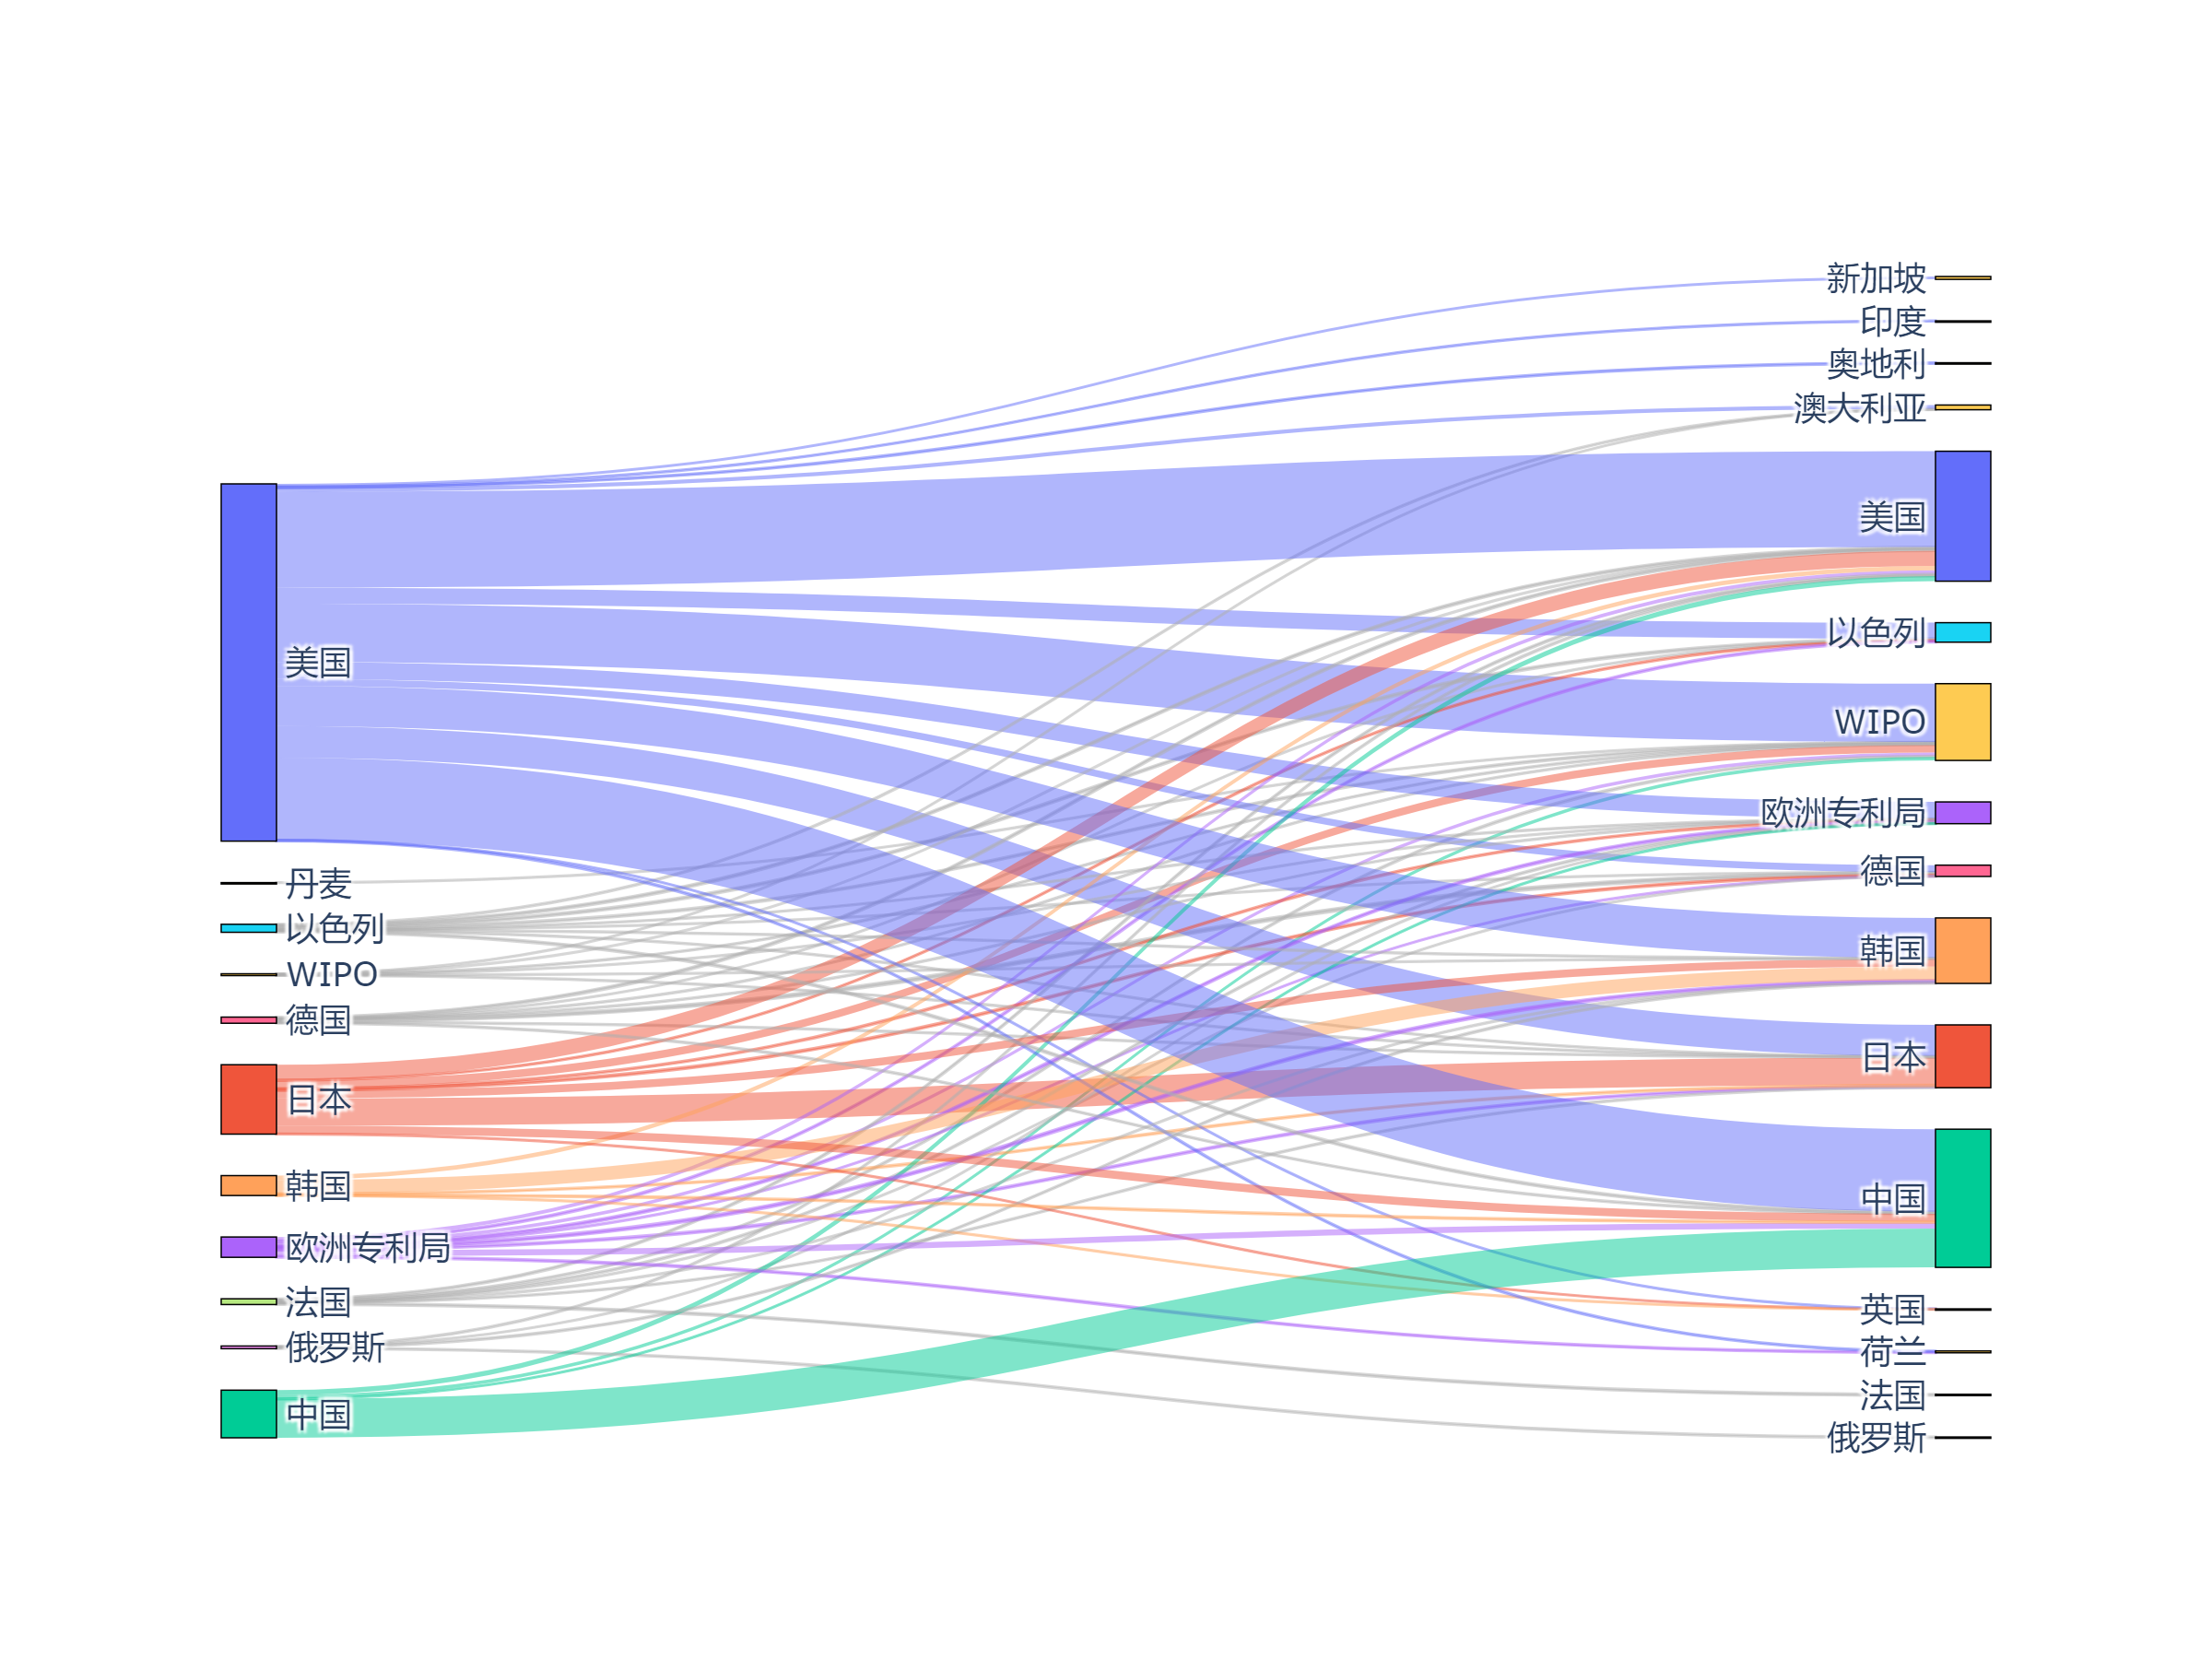 美国
丹麦
以色列
WIPO
德国
日本
韩国
欧洲专利局
法国
俄罗斯
中国
新加坡
印度
奥地利
澳大利亚
美国
以色列
WIPO
欧洲专利局
德国
韩国
日本
中国
英国
荷兰
法国
俄罗斯